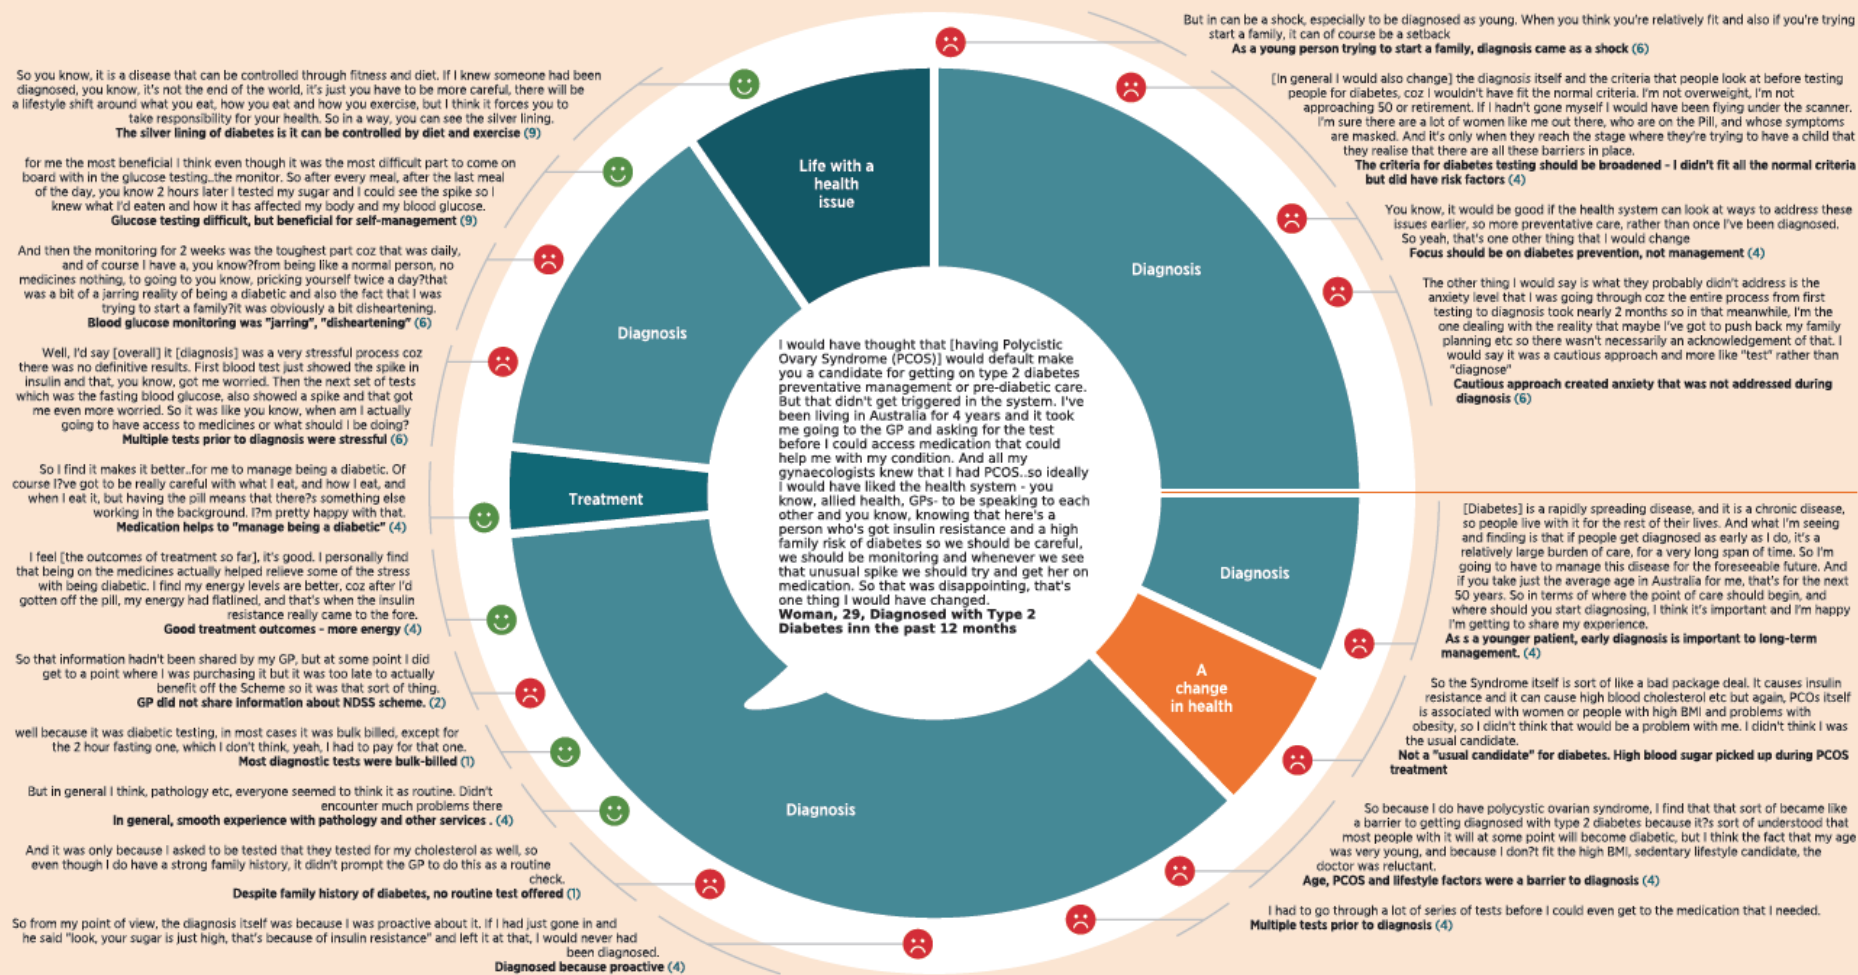 But in can be a shock, especially to be diagnosed as young. When you think you're relatively fit and also if you're trying
start a family, it can of course be a setback
As a young person trying to start a family, diagnosis came as a shock (6)
[In general I would also change] the diagnosis itself and the criteria that people look at before testing
people for diabetes, coz I wouldn't have fit the normal criteria. I'm not overweight, I'm not
approaching 50 or retirement. If I hadn't gone myself I would have been flying under the scanner.
I'm sure there are a lot of women like me out there, who are on the Pill, and whose symptoms
are masked. And it's only when they reach the stage where they're trying to have a child that
they realise that there are all these barriers in place.
The criteria for diabetes testing should be broadened - I didn't fit all the normal criteria
but did have risk factors (4)
You know, it would be good if the health system can look at ways to address these
issues earlier, so more preventative care, rather than once I've been diagnosed.
So yeah, that's one other thing that I would change
Focus should be on diabetes prevention, not management (4)
The other thing I would say is what they probably didn't address is the
anxiety level that I was going through coz the entire process from first
testing to diagnosis took nearly 2 months so in that meanwhile, I'm the
one dealing with the reality that maybe I've got to push back my family
planning etc so there wasn't necessarily an acknowledgement of that. I
would say it was a cautious approach and more like "test" rather than
"diagnose"
Cautious approach created anxiety that was not addressed during
diagnosis (6)
[Diabetes] is a rapidly spreading disease, and it is a chronic disease,
so people live with it for the rest of their lives. And what I'm seeing
and finding is that if people get diagnosed as early as I do, it's a
relatively large burden of care, for a very long span of time. So I'm
going to have to manage this disease for the foreseeable future. And
if you take just the average age in Australia for me, that's for the next
50 years. So in terms of where the point of care should begin, and
where should you start diagnosing, I think it's important and I'm happy
I'm getting to share my experience.
As s a younger patient, early diagnosis is important to long-term
management. (4)
So the Syndrome itself is sort of like a bad package deal. It causes insulin
resistance and it can cause high blood cholesterol etc but again, PCOs itself
is associated with women or people with high BMI and problems with
obesity, so I didn't think that would be a problem with me. I didn't think I was
the usual candidate.
Not a "usual candidate" for diabetes. High blood sugar picked up during PCOS
treatment
So because I do have polycystic ovarian syndrome, I find that that sort of became like
a barrier to getting diagnosed with type 2 diabetes because it?s sort of understood that
most people with it will at some point will become diabetic, but I think the fact that my age
was very young, and because I don?t fit the high BMI, sedentary lifestyle candidate, the
doctor was reluctant.
Age, PCOS and lifestyle factors were a barrier to diagnosis (4)
I had to go through a lot of series of tests before I could even get to the medication that I needed.
Multiple tests prior to diagnosis (4)
So you know, it is a disease that can be controlled through fitness and diet. If I knew someone had been
diagnosed, you know, it's not the end of the world, it's just you have to be more careful, there will be
a lifestyle shift around what you eat, how you eat and how you exercise, but I think it forces you to
take responsibility for your health. So in a way, you can see the silver lining.
The silver lining of diabetes is it can be controlled by diet and exercise (9)
for me the most beneficial I think even though it was the most difficult part to come on
board with in the glucose testing..the monitor. So after every meal, after the last meal
of the day, you know 2 hours later I tested my sugar and I could see the spike so I
knew what I'd eaten and how it has affected my body and my blood glucose.
Glucose testing difficult, but beneficial for self-management (9)
And then the monitoring for 2 weeks was the toughest part coz that was daily,
and of course I have a, you know?from being like a normal person, no
medicines nothing, to going to you know, pricking yourself twice a day?that
was a bit of a jarring reality of being a diabetic and also the fact that I was
trying to start a family?it was obviously a bit disheartening.
Blood glucose monitoring was "jarring", "disheartening" (6)
Well, I'd say [overall] it [diagnosis] was a very stressful process coz
there was no definitive results. First blood test just showed the spike in
insulin and that, you know, got me worried. Then the next set of tests
which was the fasting blood glucose, also showed a spike and that got
me even more worried. So it was like you know, when am I actually
going to have access to medicines or what should I be doing?
Multiple tests prior to diagnosis were stressful (6)
So I find it makes it better..for me to manage being a diabetic. Of
course I?ve got to be really careful with what I eat, and how I eat, and
when I eat it, but having the pill means that there?s something else
working in the background. I?m pretty happy with that.
Medication helps to "manage being a diabetic" (4)
I feel [the outcomes of treatment so far], it's good. I personally find
that being on the medicines actually helped relieve some of the stress
with being diabetic. I find my energy levels are better, coz after I'd
gotten off the pill, my energy had flatlined, and that's when the insulin
resistance really came to the fore.
Good treatment outcomes - more energy (4)
So that information hadn't been shared by my GP, but at some point I did
get to a point where I was purchasing it but it was too late to actually
benefit off the Scheme so it was that sort of thing.
GP did not share information about NDSS scheme. (2)
well because it was diabetic testing, in most cases it was bulk billed, except for
the 2 hour fasting one, which I don't think, yeah, I had to pay for that one.
Most diagnostic tests were bulk-billed (1)
But in general I think, pathology etc, everyone seemed to think it as routine. Didn't
encounter much problems there
In general, smooth experience with pathology and other services . (4)
And it was only because I asked to be tested that they tested for my cholesterol as well, so
even though I do have a strong family history, it didn't prompt the GP to do this as a routine
check.
Despite family history of diabetes, no routine test offered (1)
So from my point of view, the diagnosis itself was because I was proactive about it. If I had just gone in and
he said "look, your sugar is just high, that's because of insulin resistance" and left it at that, I would never had
been diagnosed.
Diagnosed because proactive (4)
Life with a
health
issue
Diagnosis
Diagnosis
Treatment
Diagnosis
A
change
in health
Diagnosis
I would have thought that [having Polycistic
Ovary Syndrome (PCOS)] would default make
you a candidate for getting on type 2 diabetes
preventative management or pre-diabetic care.
But that didn't get triggered in the system. I've
been living in Australia for 4 years and it took
me going to the GP and asking for the test
before I could access medication that could
help me with my condition. And all my
gynaecologists knew that I had PCOS..so ideally
I would have liked the health system - you
know, allied health, GPs- to be speaking to each
other and you know, knowing that here's a
person who's got insulin resistance and a high
family risk of diabetes so we should be careful,
we should be monitoring and whenever we see
that unusual spike we should try and get her on
medication. So that was disappointing, that's
one thing I would have changed.
Woman, 29, Diagnosed with Type 2
Diabetes inn the past 12 months